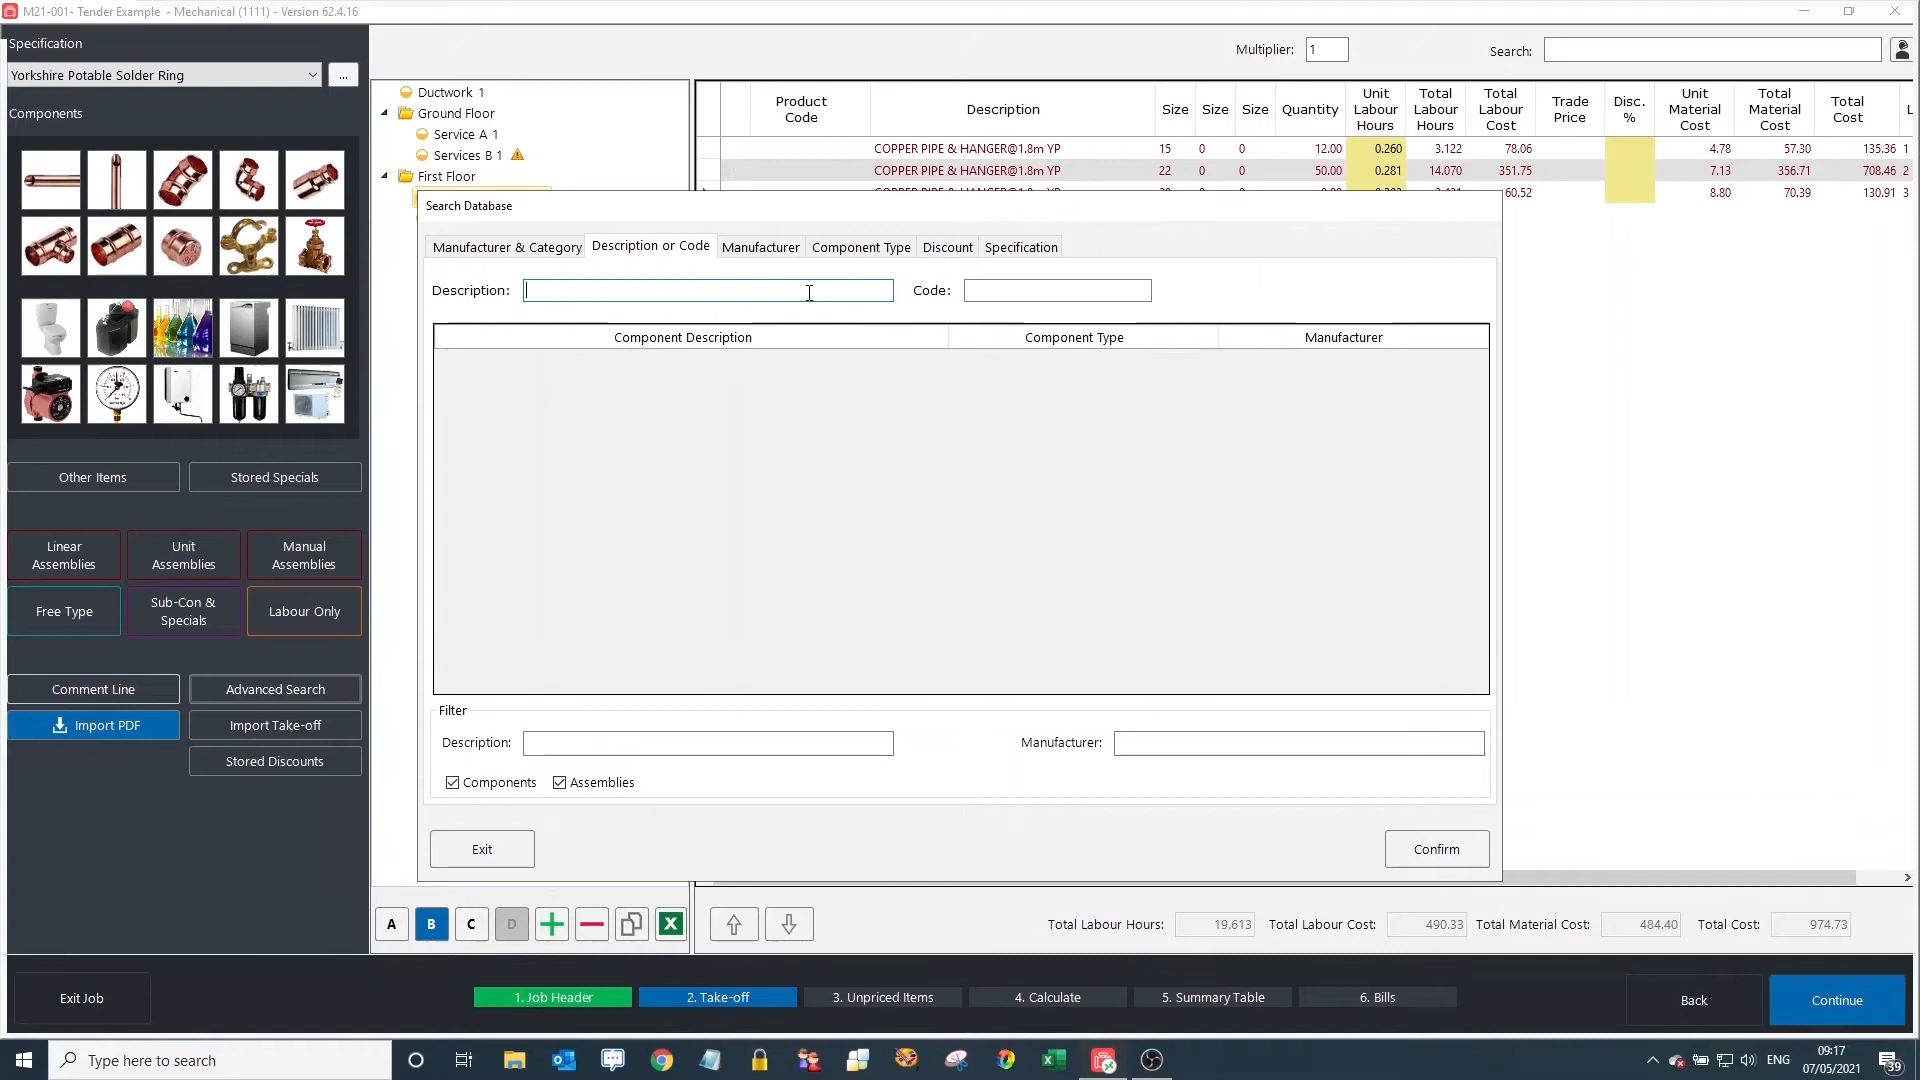 M21-001- Tender Example - Mechanical (1111) - Version 62.4.16
Specification
Yorkshire Potable Solder Ring
...
Components
Other Items
Stored Specials
Linear Assemblies
Unit Assemblies
Manual Assemblies
Free Type
Sub-Con & Specials
Labour Only
Comment Line
Advanced Search
Import PDF
Import Take-off
Stored Discounts
Ductwork 1
Ground Floor
Service A 1
Services B 1
First Floor
Multiplier: 1
Search:
Product Code Description Size Size Size Quantity Unit Labour Hours Total Labour Hours Total Labour Cost Trade Price Disc. % Unit Material Cost Total Material Cost Total Cost L
COPPER PIPE & HANGER@1.8m YP 15 0 0 12.00 0.260 3.122 78.06 4.78 57.30 135.36 1
COPPER PIPE & HANGER@1.8m YP 22 0 0 50.00 0.281 14.070 351.75 7.13 356.71 708.46 2
60.52 8.80 70.39 130.91 3
Search Database
Manufacturer & Category Description or Code Manufacturer Component Type Discount Specification
Description: Code:
Component Description Component Type Manufacturer
Filter
Description: Manufacturer:
Components Assemblies
Exit Confirm
A B C D
Total Labour Hours: 19.613 Total Labour Cost: 490.33 Total Material Cost: 484.40 Total Cost: 974.73
Exit Job
1. Job Header
2. Take-off
3. Unpriced Items
4. Calculate
5. Summary Table
6. Bills
Back
Continue
Type here to search
ENG
09:17
07/05/2021
39